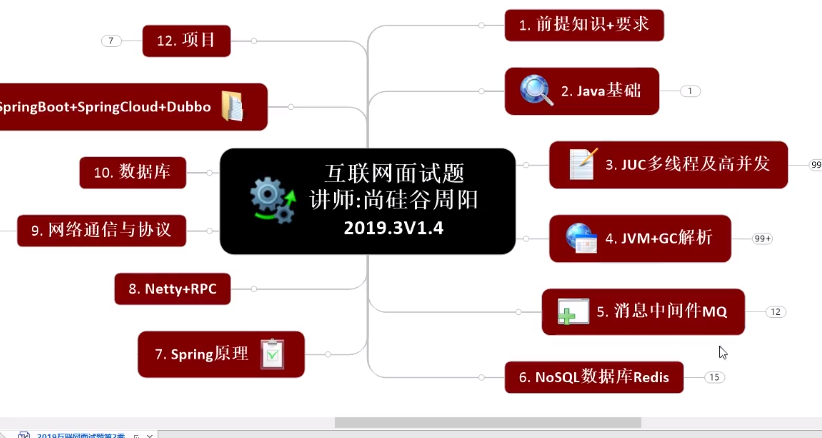 互联网面试题
讲师:尚硅谷周阳
2019.3V1.4
1. 前提知识+要求
2. Java基础
1
3. JUC多线程及高并发
99
4. JVM+GC解析
99+
5. 消息中间件MQ
12
6. NoSQL数据库Redis
15
7. Spring原理
8. Netty+RPC
9. 网络通信与协议
10. 数据库
SpringBoot+SpringCloud+Dubbo
12. 项目
7
2019互联网面试题第2季